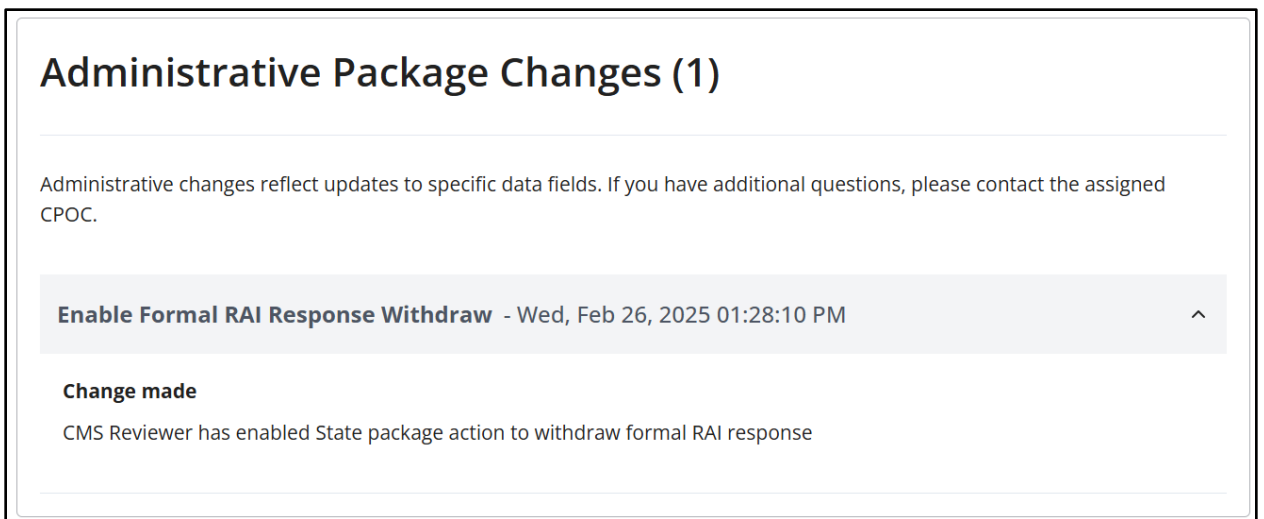 Administrative Package Changes (1)
Administrative changes reflect updates to specific data fields. If you have additional questions, please contact the assigned
CPOC.
Enable Formal RAI Response Withdraw - Wed, Feb 26, 2025 01:28:10 PM
Change made
CMS Reviewer has enabled State package action to withdraw formal RAI response